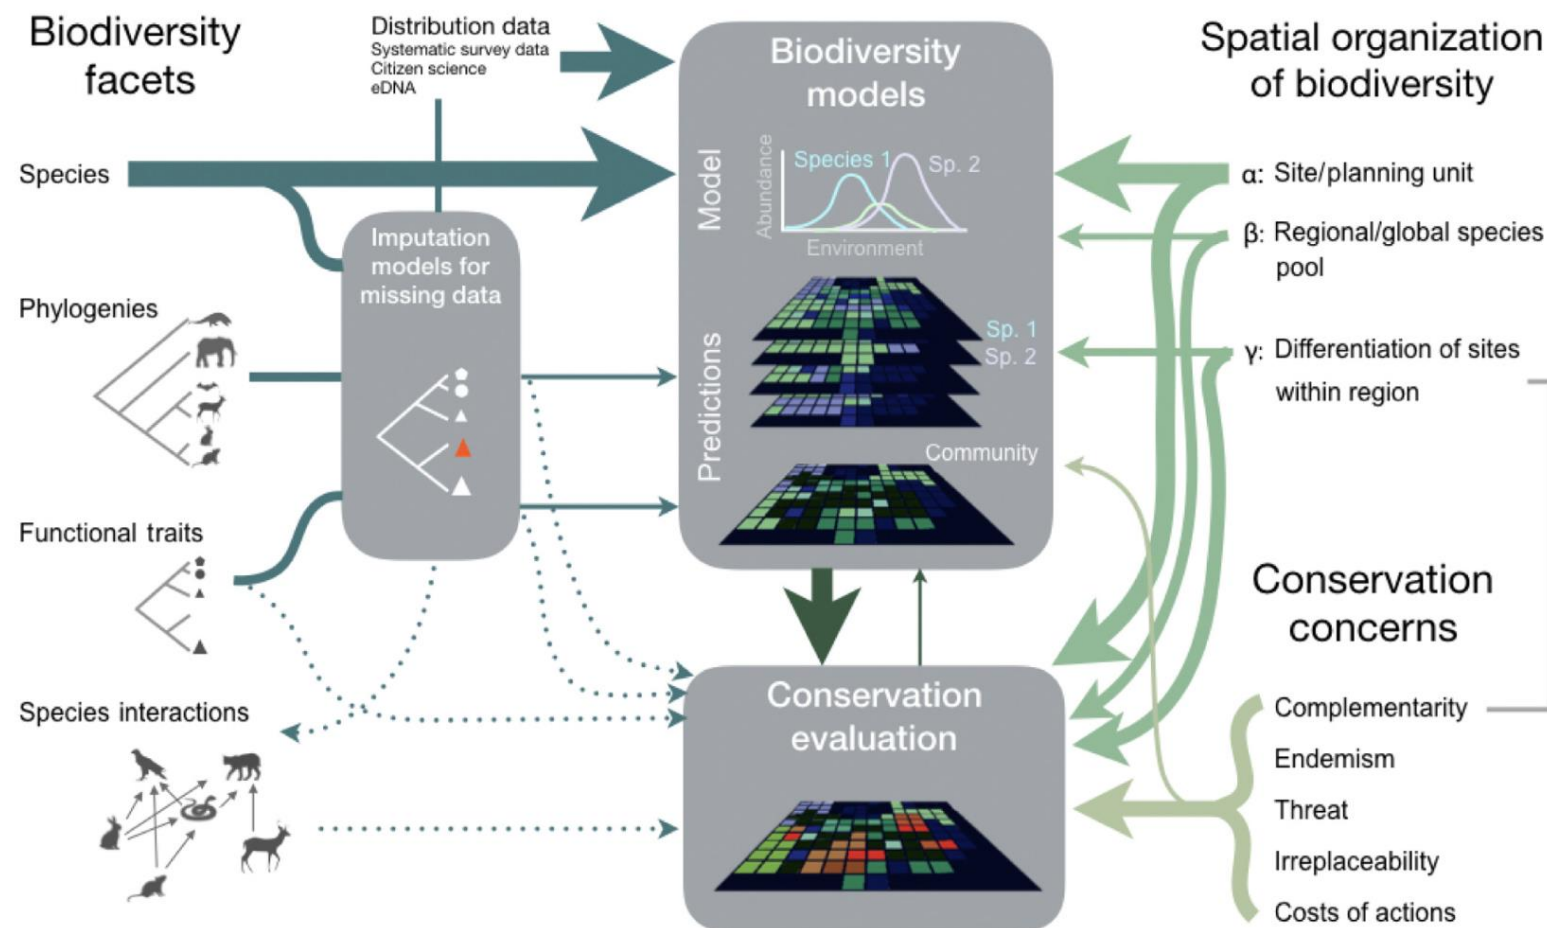 Biodiversity
facets
Distribution data
Systematic survey data
Citizen science
eDNA
Species
Imputation
models for
missing data
Phylogenies
Functional traits
Species interactions
Biodiversity
models
Model
Abundance
Species 1
Sp. 2
Environment
Predictions
Sp. 1
Sp. 2
Community
Conservation
evaluation
Spatial organization
of biodiversity
α: Site/planning unit
β: Regional/global species
pool
γ: Differentiation of sites
within region
Conservation
concerns
Complementarity
Endemism
Threat
Irreplaceability
Costs of actions